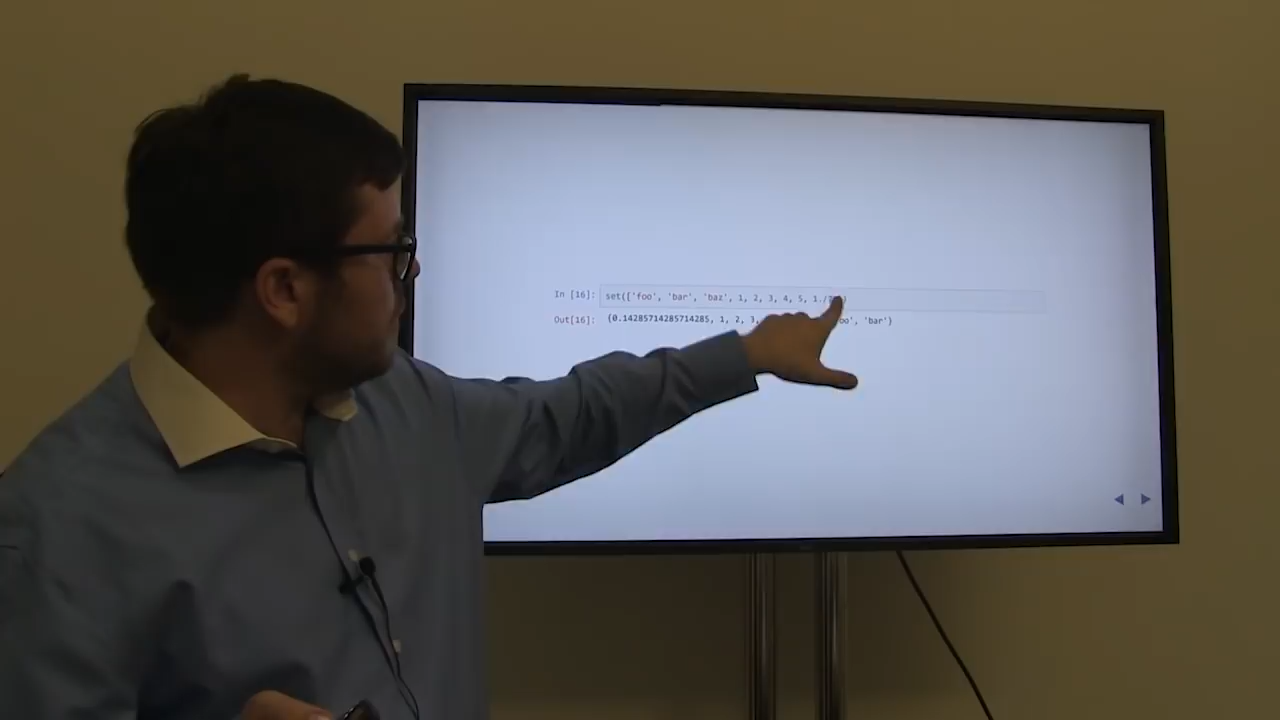 In [16]: set(['foo', 'bar', 'baz', 1, 2, 3, 4, 5, 1./
Out[16]: {0.14285714285714285, 1, 2, 3, 'bar'}